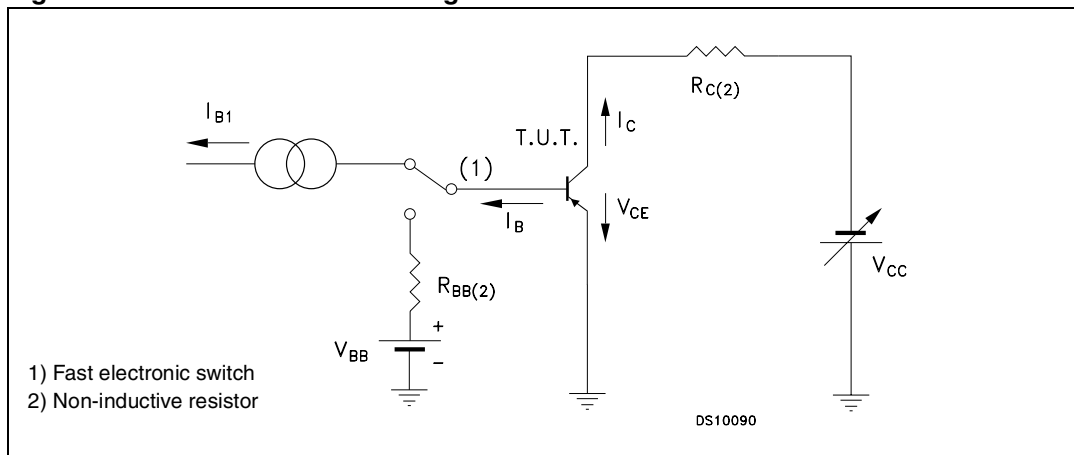 I_B1
R_C(2)
I_C
T.U.T.
(1)
I_B
V_CE
R_BB(2)
V_CC
+
V_BB
−
1) Fast electronic switch
2) Non-inductive resistor
DS10090